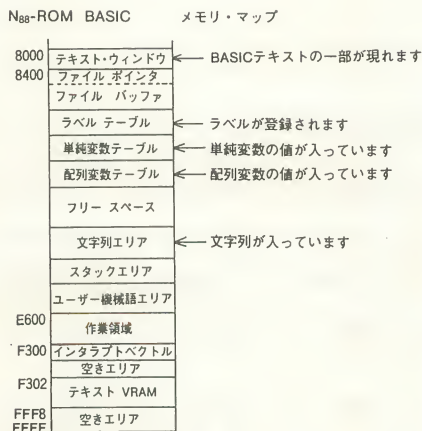 N₈₈-ROM BASIC メモリ・マップ
8000 テキスト・ウィンドウ ← BASICテキストの一部が現れます
8400 ファイル ポインタ
ファイル バッファ
ラベル テーブル ← ラベルが登録されます
単純変数テーブル ← 単純変数の値が入っています
配列変数テーブル ← 配列変数の値が入っています
フリー スペース
文字列エリア ← 文字列が入っています
スタックエリア
ユーザー機械語エリア
E600 作業領域
F300 インタラプトベクトル
空きエリア
F302 テキスト VRAM
FFF8 空きエリア
FFFF